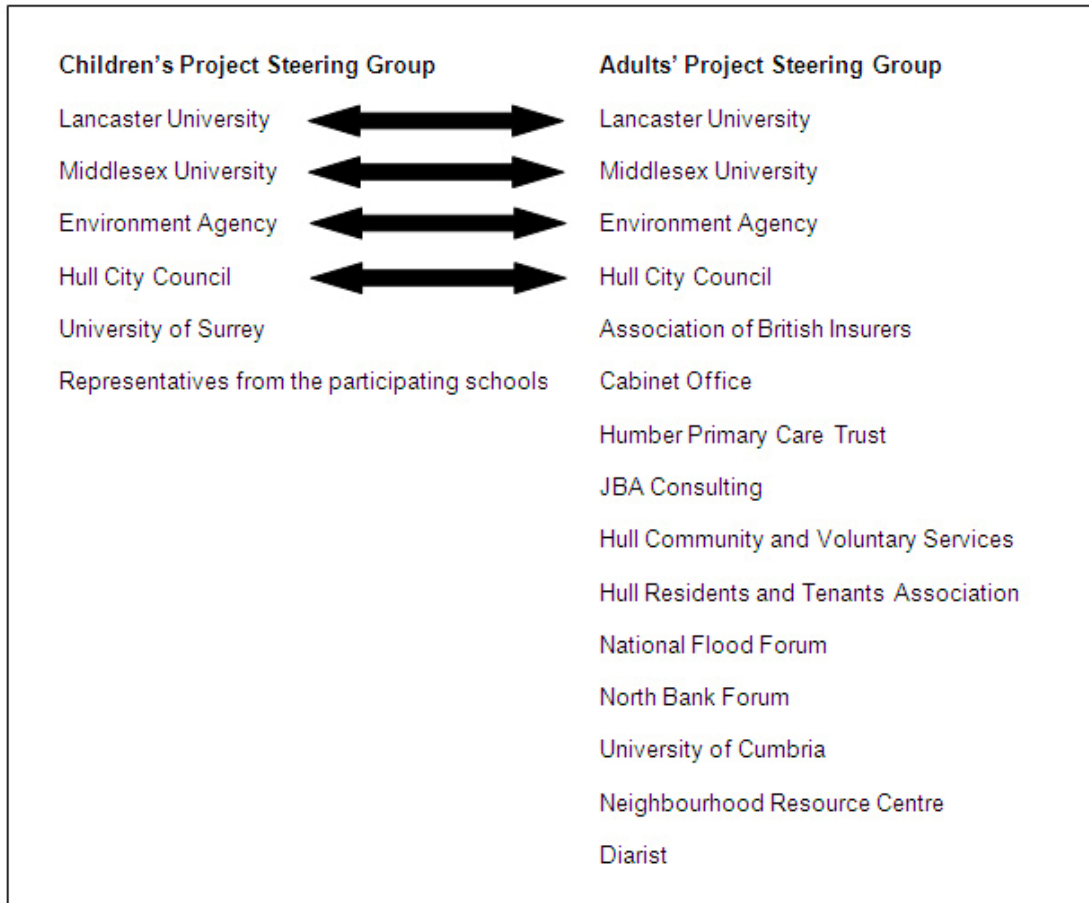 Children's Project Steering Group
Lancaster University
Middlesex University
Environment Agency
Hull City Council
University of Surrey
Representatives from the participating schools
Adults' Project Steering Group
Lancaster University
Middlesex University
Environment Agency
Hull City Council
Association of British Insurers
Cabinet Office
Humber Primary Care Trust
JBA Consulting
Hull Community and Voluntary Services
Hull Residents and Tenants Association
National Flood Forum
North Bank Forum
University of Cumbria
Neighbourhood Resource Centre
Diarist